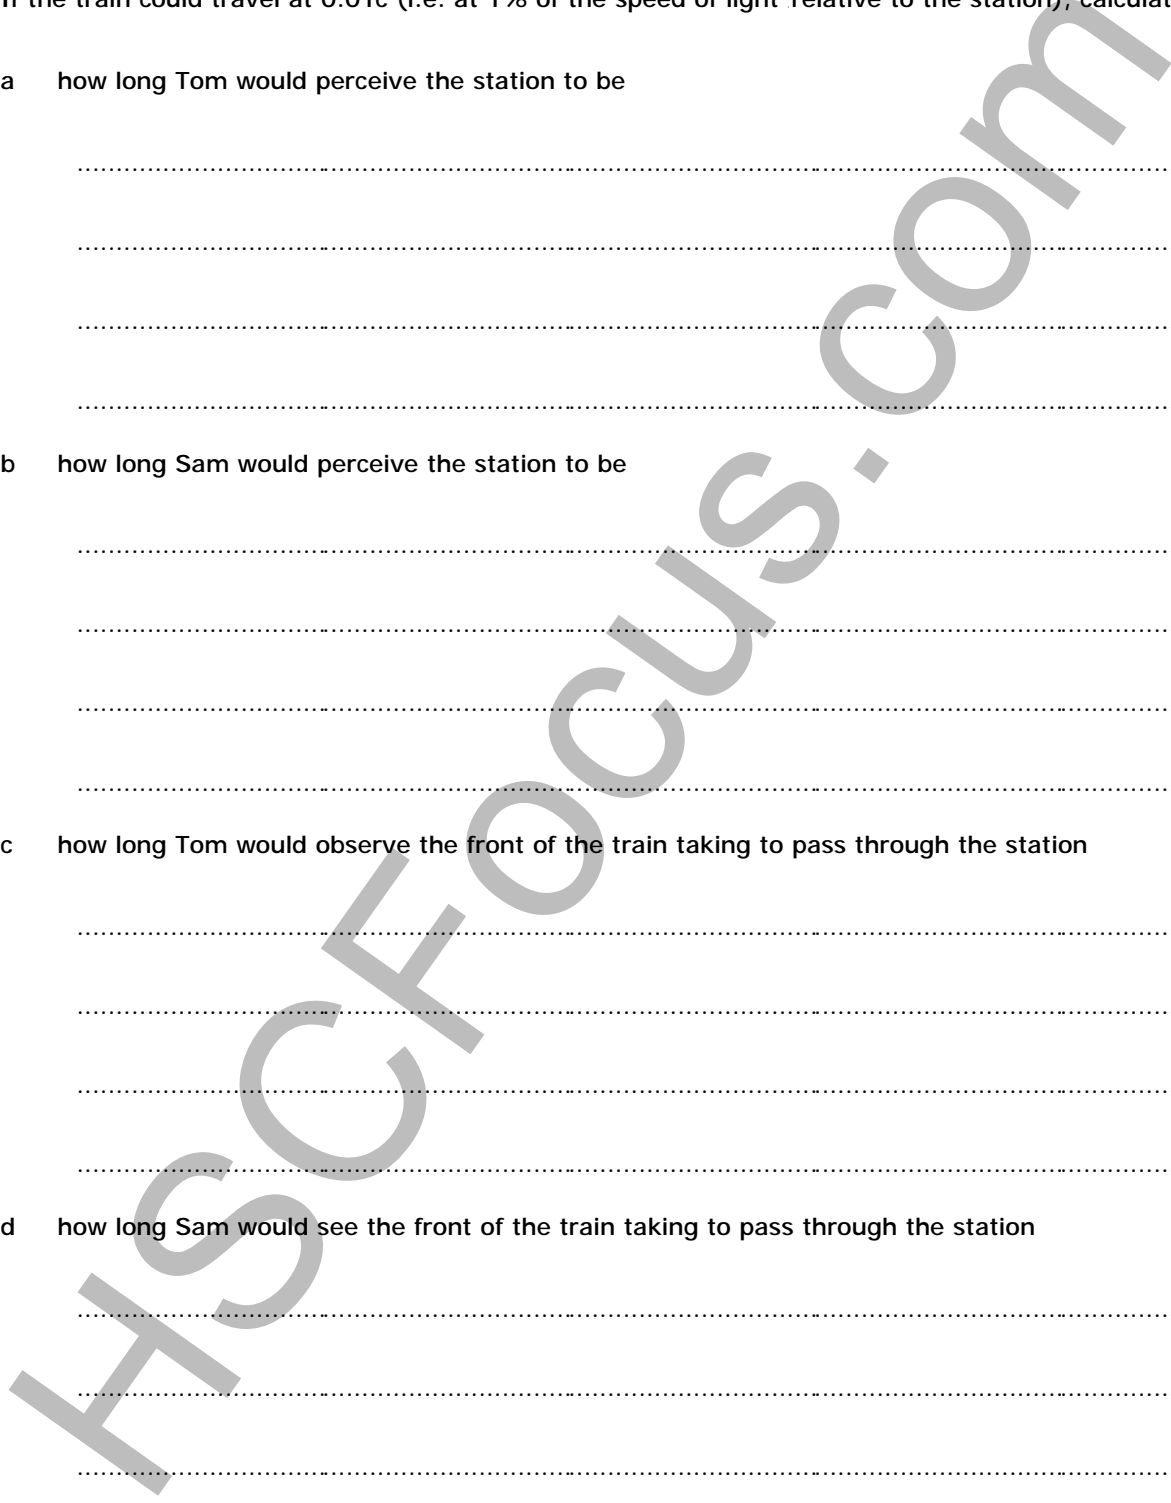 the train could travel at 0.01c (i.e. at 1% of the speed of light relative to the station), calculat
a how long Tom would perceive the station to be
b how long Sam would perceive the station to be
c how long Tom would observe the front of the train taking to pass through the station
d how long Sam would see the front of the train taking to pass through the station
HSCFocus.com